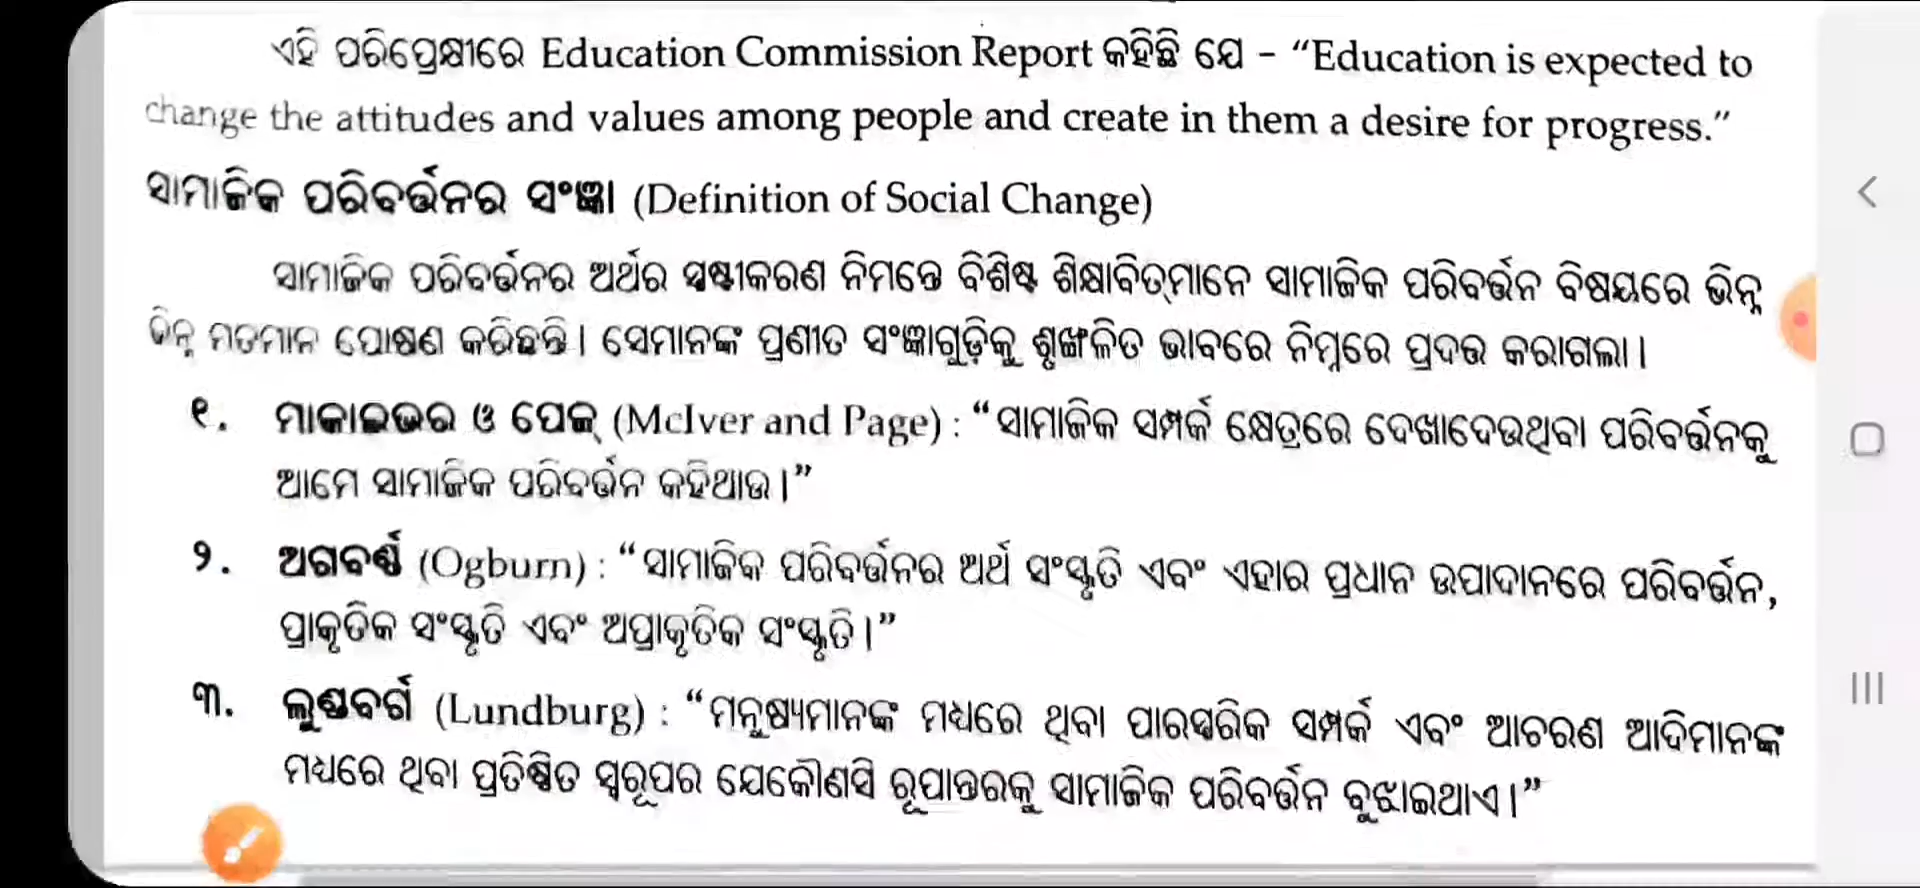 ଏହି ପରିପ୍ରେକ୍ଷୀରେ Education Commission Report କହିଛି ଯେ – “Education is expected to
change the attitudes and values among people and create in them a desire for progress.”
ସାମାଜିକ ପରିବର୍ତ୍ତନର ସଂଜ୍ଞା (Definition of Social Change)
ସାମାଜିକ ପରିବର୍ତ୍ତନର ଅର୍ଥର ସ୍ପଷ୍ଟୀକରଣ ନିମନ୍ତେ ବିଶିଷ୍ଟ ଶିକ୍ଷାବିତ୍‌ମାନେ ସାମାଜିକ ପରିବର୍ତ୍ତନ ବିଷୟରେ ଭିନ୍ନ
ଭିନ୍ନ ମତମାନ ପୋଷଣ କରିଛନ୍ତି। ସେମାନଙ୍କ ପ୍ରଣୀତ ସଂଜ୍ଞାଗୁଡ଼ିକୁ ଶୃଙ୍ଖଳିତ ଭାବରେ ନିମ୍ନରେ ପ୍ରଦତ୍ତ କରାଗଲା।
୧. ମାକାଇଭର ଓ ପେଜ୍ (McIver and Page) : “ସାମାଜିକ ସମ୍ପର୍କ କ୍ଷେତ୍ରରେ ଦେଖାଦେଉଥିବା ପରିବର୍ତ୍ତନକୁ
ଆମେ ସାମାଜିକ ପରିବର୍ତ୍ତନ କହିଥାଉ।”
୨. ଅଗବର୍ଣ୍ଣ (Ogburn) : “ସାମାଜିକ ପରିବର୍ତ୍ତନର ଅର୍ଥ ସଂସ୍କୃତି ଏବଂ ଏହାର ପ୍ରଧାନ ଉପାଦାନରେ ପରିବର୍ତ୍ତନ,
ପ୍ରାକୃତିକ ସଂସ୍କୃତି ଏବଂ ଅପ୍ରାକୃତିକ ସଂସ୍କୃତି।”
୩. ଲୁଣ୍ଡବର୍ଗ (Lundburg) : “ମନୁଷ୍ୟମାନଙ୍କ ମଧ୍ୟରେ ଥିବା ପାରସ୍ପରିକ ସମ୍ପର୍କ ଏବଂ ଆଚରଣ ଆଦିମାନଙ୍କ
ମଧ୍ୟରେ ଥିବା ପ୍ରତିଷ୍ଠିତ ସ୍ୱରୂପର ଯେକୌଣସି ରୂପାନ୍ତରକୁ ସାମାଜିକ ପରିବର୍ତ୍ତନ ବୁଝାଇଥାଏ।”